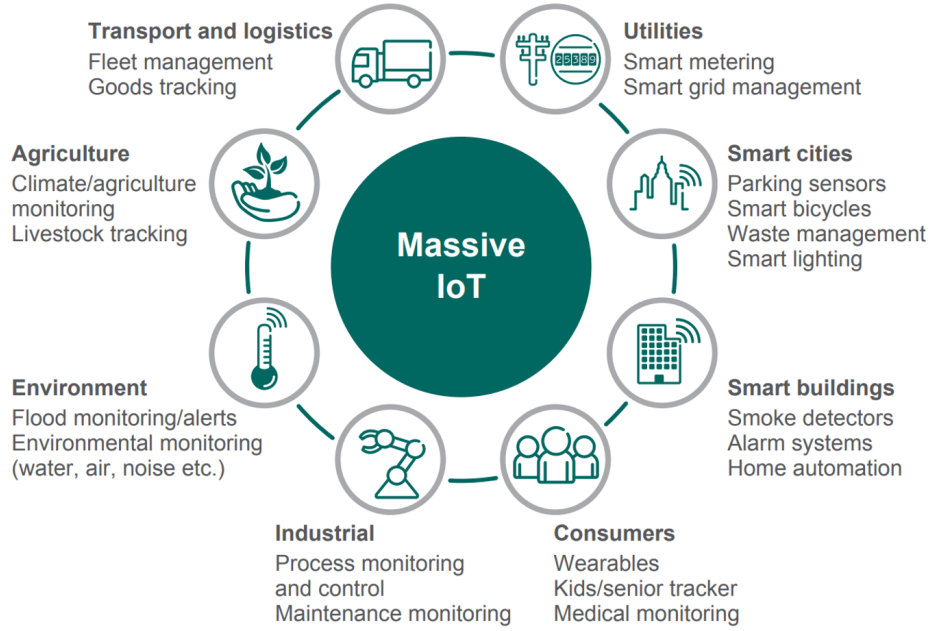 Transport and logistics
Fleet management
Goods tracking
Utilities
Smart metering
Smart grid management
25389
Agriculture
Climate/agriculture
monitoring
Livestock tracking
Smart cities
Parking sensors
Smart bicycles
Waste management
Smart lighting
Massive
IoT
Environment
Flood monitoring/alerts
Environmental monitoring
(water, air, noise etc.)
Smart buildings
Smoke detectors
Alarm systems
Home automation
Industrial
Process monitoring
and control
Maintenance monitoring
Consumers
Wearables
Kids/senior tracker
Medical monitoring